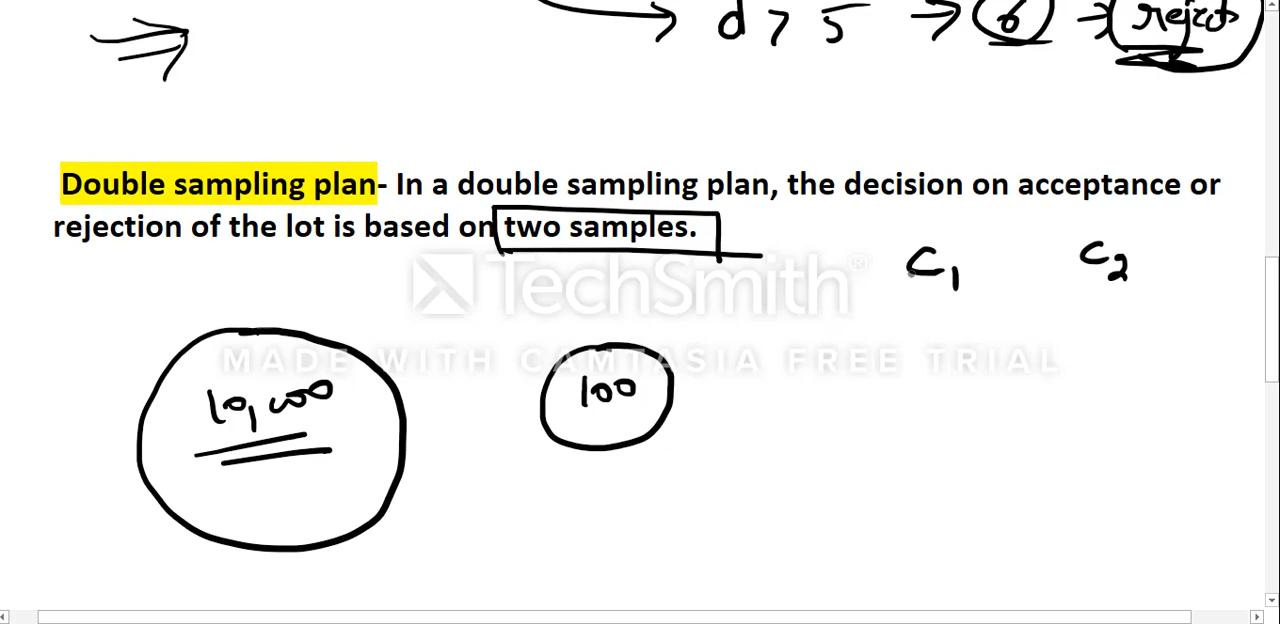 d > 5 ⇒ 6 → reject
Double sampling plan- In a double sampling plan, the decision on acceptance or
rejection of the lot is based on two samples.
C1 C2
TechSmith®
MADE WITH CAMTASIA FREE TRIAL
10,000 100